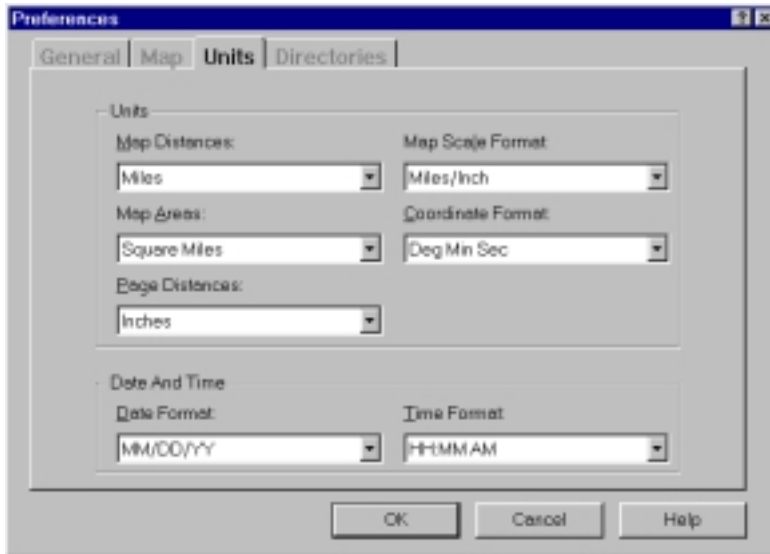 Preferences
General Map Units Directories
Units
Map Distances: Map Scale Format:
Miles Miles/Inch
Map Areas: Coordinate Format:
Square Miles Deg Min Sec
Page Distances:
Inches
Date And Time
Date Format: Time Format:
MM/DD/YY HH:MM AM
OK Cancel Help